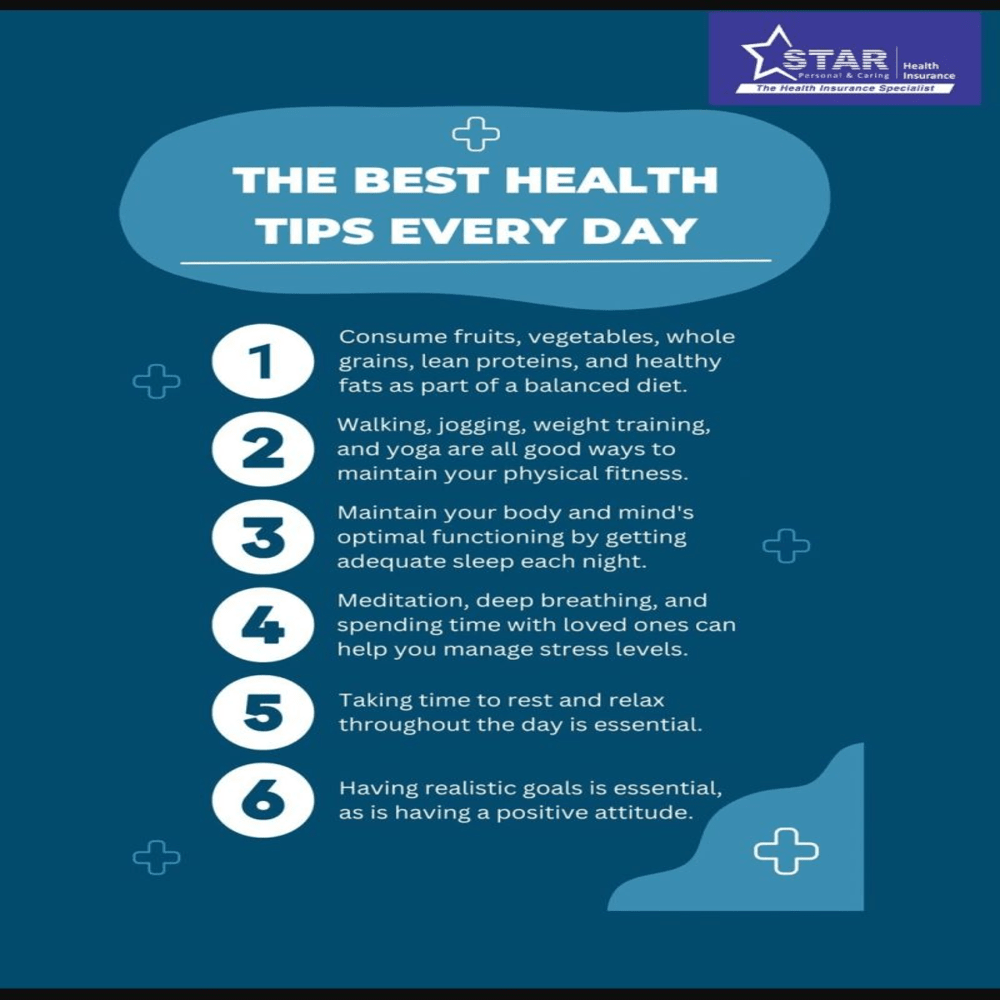 STAR
Health
Personal & Caring
Insurance
The Health Insurance Specialist
THE BEST HEALTH
TIPS EVERY DAY
1
Consume fruits, vegetables, whole
grains, lean proteins, and healthy
fats as part of a balanced diet.
2
Walking, jogging, weight training,
and yoga are all good ways to
maintain your physical fitness.
3
Maintain your body and mind's
optimal functioning by getting
adequate sleep each night.
4
Meditation, deep breathing, and
spending time with loved ones can
help you manage stress levels.
5
Taking time to rest and relax
throughout the day is essential.
6
Having realistic goals is essential,
as is having a positive attitude.